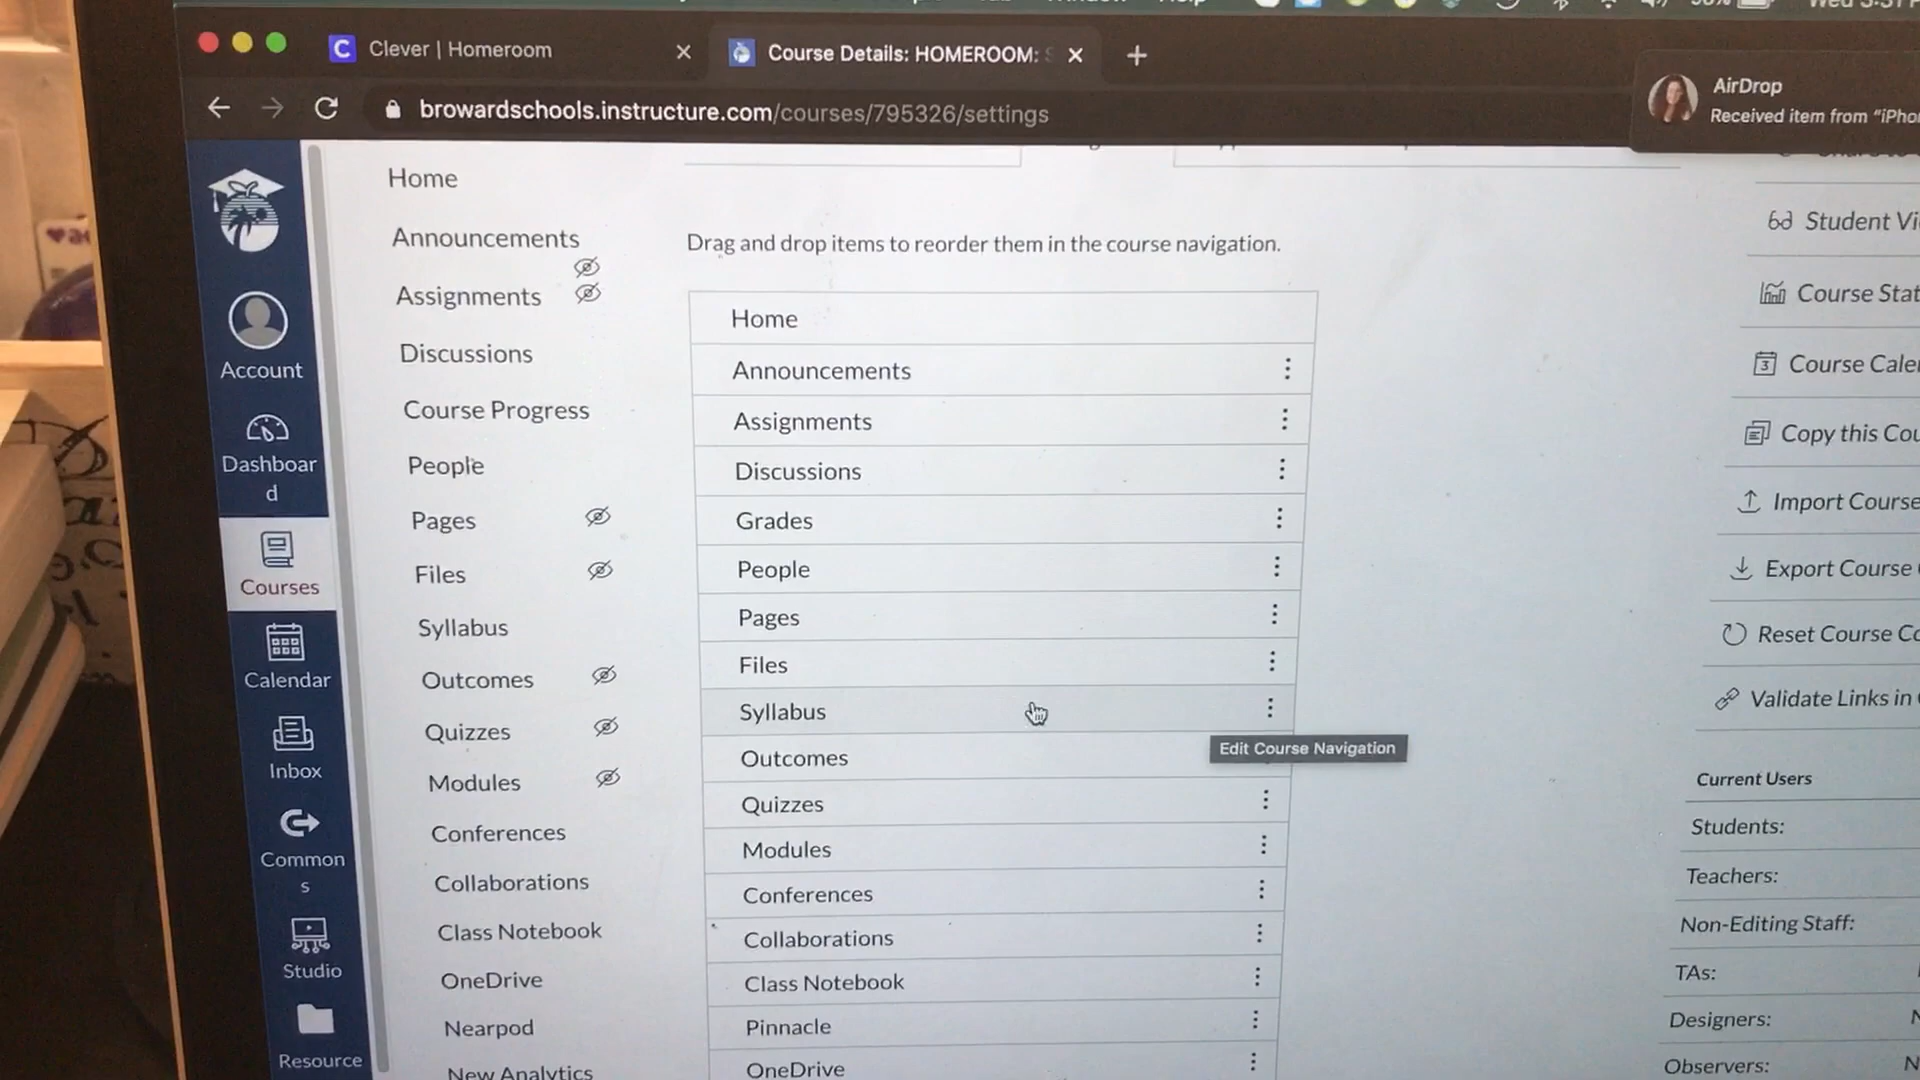 Window Help
Clever | Homeroom
Course Details: HOMEROOM:
browardschools.instructure.com/courses/795326/settings
AirDrop
Received item from "iPho
Account
Dashboar
d
Courses
Calendar
Inbox
Common
s
Studio
Resource
Home
Announcements
Assignments
Discussions
Course Progress
People
Pages
Files
Syllabus
Outcomes
Quizzes
Modules
Conferences
Collaborations
Class Notebook
OneDrive
Nearpod
New Analytics
Drag and drop items to reorder them in the course navigation.
Home
Announcements
Assignments
Discussions
Grades
People
Pages
Files
Syllabus
Edit Course Navigation
Outcomes
Quizzes
Modules
Conferences
Collaborations
Class Notebook
Pinnacle
OneDrive
Student Vi
Course Stat
3
Course Cale
Copy this Cou
Import Course
Export Course
Reset Course Co
Validate Links in
Current Users
Students:
Teachers:
Non-Editing Staff:
TAs:
Designers:
N
Observers:
N